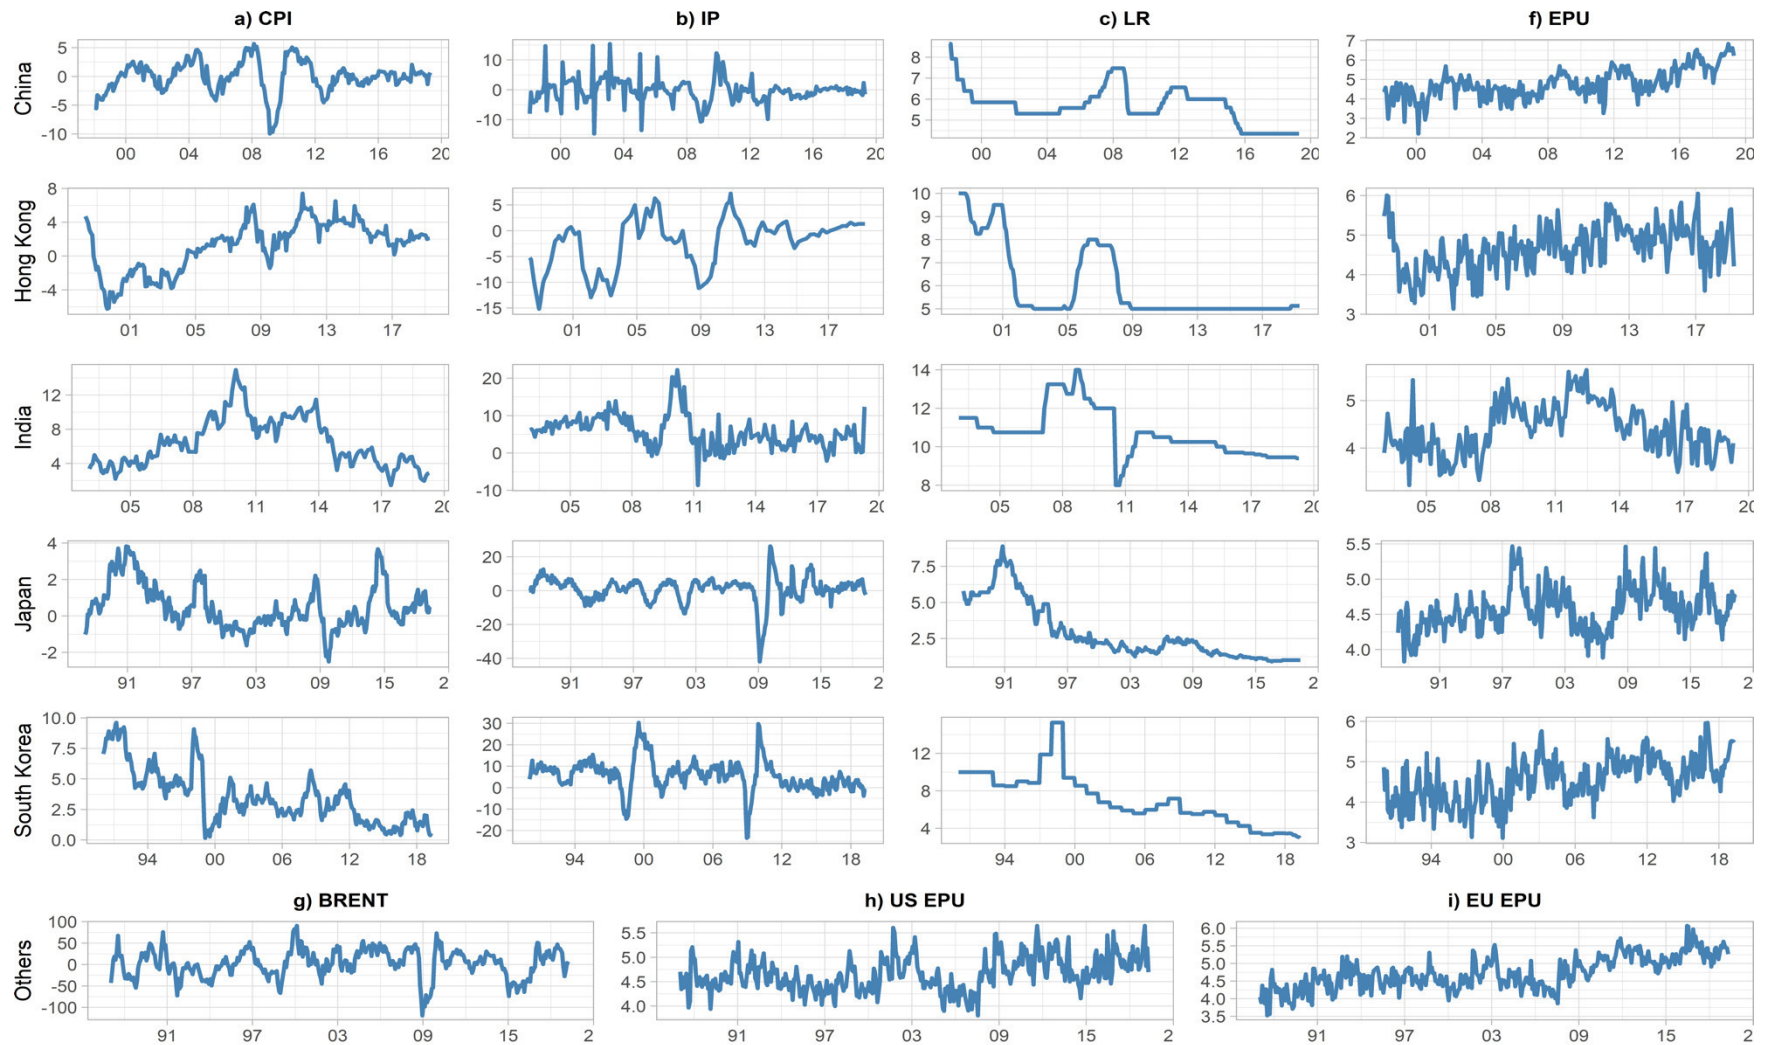 a) CPI b) IP c) LR f) EPU
China
5 0 -5 -10
00 04 08 12 16 20
10 0 -10
00 04 08 12 16 20
8 7 6 5
00 04 08 12 16 20
7 6 5 4 3 2
00 04 08 12 16 20
Hong Kong
8 4 0 -4
01 05 09 13 17
5 0 -5 -10 -15
01 05 09 13 17
10 9 8 7 6 5
01 05 09 13 17
6 5 4 3
01 05 09 13 17
India
12 8 4
05 08 11 14 17 20
20 10 0 -10
05 08 11 14 17 20
14 12 10 8
05 08 11 14 17 20
5 4
05 08 11 14 17 20
Japan
4 2 0 -2
91 97 03 09 15 2
20 0 -20 -40
91 97 03 09 15 2
7.5 5.0 2.5
91 97 03 09 15 2
5.5 5.0 4.5 4.0
91 97 03 09 15 2
South Korea
10.0 7.5 5.0 2.5 0.0
94 00 06 12 18
30 20 10 0 -10 -20
94 00 06 12 18
12 8 4
94 00 06 12 18
6 5 4 3
94 00 06 12 18
g) BRENT h) US EPU i) EU EPU
Others
100 50 0 -50 -100
91 97 03 09 15 2
5.5 5.0 4.5 4.0
91 97 03 09 15 2
6.0 5.5 5.0 4.5 4.0 3.5
91 97 03 09 15 2